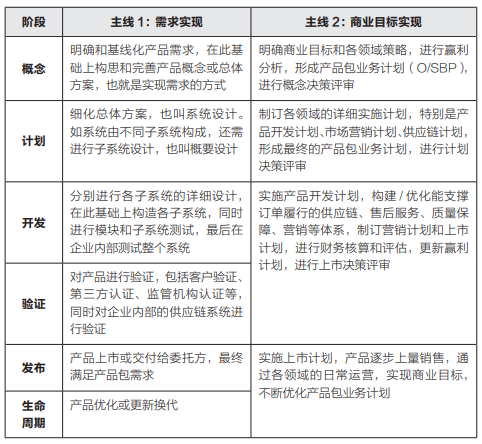 阶段
主线 1：需求实现
主线 2：商业目标实现
概念
明确和基线化产品需求，在此基
础上构思和完善产品概念或总体
方案，也就是实现需求的方式
明确商业目标和各领域策略，进行赢利
分析，形成产品包业务计划（O/SBP），
进行概念决策评审
计划
细化总体方案，也叫系统设计。
如系统由不同子系统构成，还需
进行子系统设计，也叫概要设计
制订各领域的详细实施计划，特别是产
品开发计划、市场营销计划、供应链计划，
形成最终的产品包业务计划，进行计划
决策评审
开发
分别进行各子系统的详细设计，
在此基础上构造各子系统，同时
进行模块和子系统测试，最后在
企业内部测试整个系统
实施产品开发计划，构建 / 优化能支撑
订单履行的供应链、售后服务、质量保
障、营销等体系，制订营销计划和上市
计划，进行财务核算和评估，更新赢利
计划，进行上市决策评审
验证
对产品进行验证，包括客户验证、
第三方认证、监管机构认证等，
同时对企业内部的供应链系统进
行验证
发布
产品上市或交付给委托方，最终
满足产品包需求
实施上市计划，产品逐步上量销售，通
过各领域的日常运营，实现商业目标，
不断优化产品包业务计划
生命
周期
产品优化或更新换代